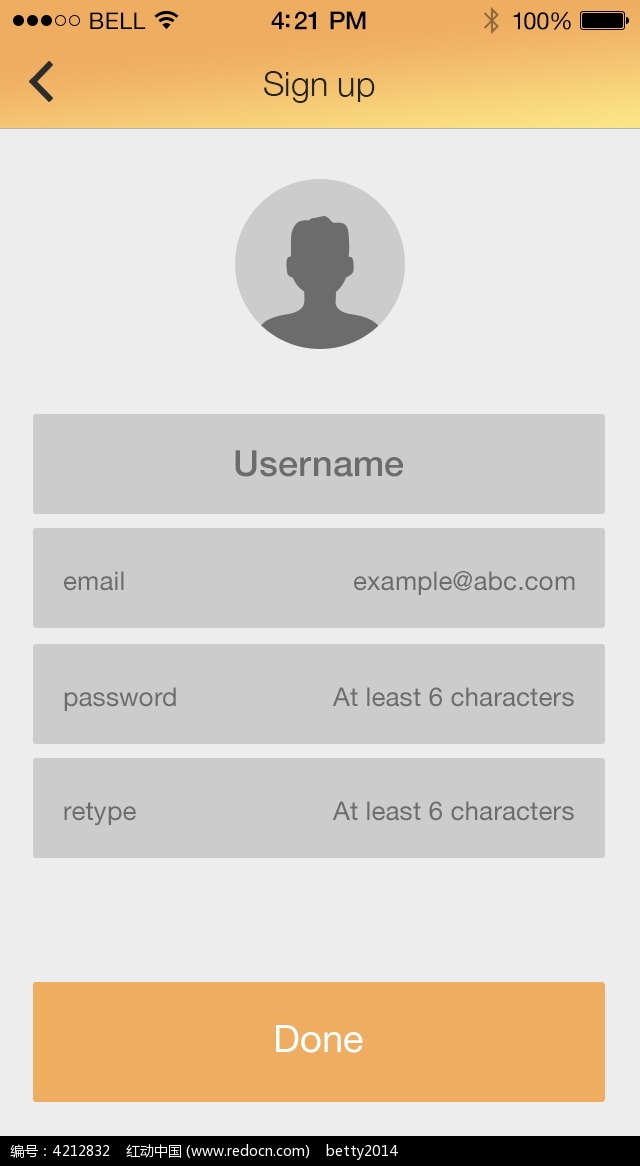 BELL 4:21 PM 100%
Sign up
Username
email example@abc.com
password At least 6 characters
retype At least 6 characters
Done
编号：4212832 红动中国 (www.redocn.com) betty2014